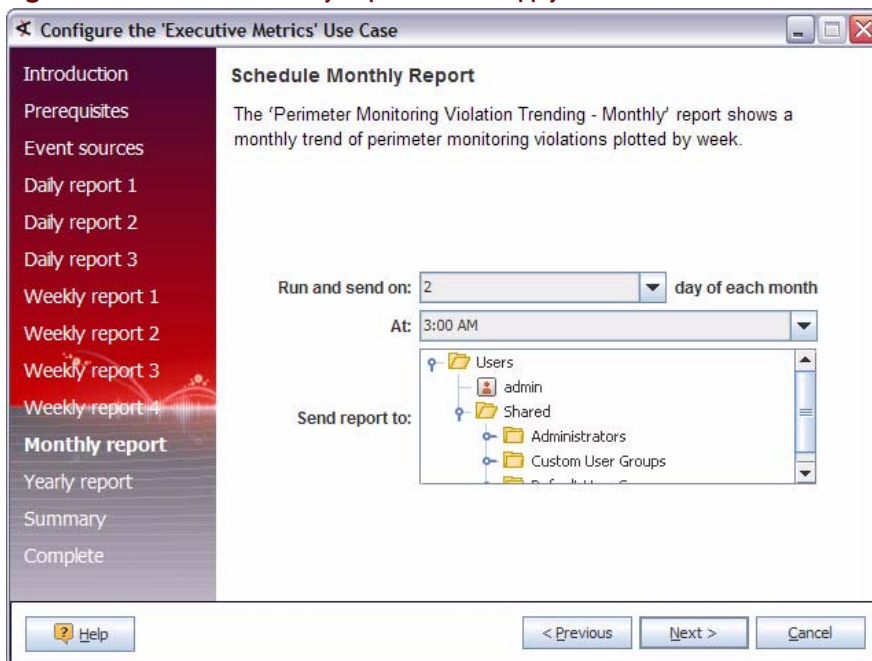 Configure the 'Executive Metrics' Use Case
Introduction
Prerequisites
Event sources
Daily report 1
Daily report 2
Daily report 3
Weekly report 1
Weekly report 2
Weekly report 3
Weekly report 4
Monthly report
Yearly report
Summary
Complete
Schedule Monthly Report
The 'Perimeter Monitoring Violation Trending - Monthly' report shows a
monthly trend of perimeter monitoring violations plotted by week.
Run and send on: 2 day of each month
At: 3:00 AM
Send report to:
Users
admin
Shared
Administrators
Custom User Groups
Help
< Previous
Next >
Cancel